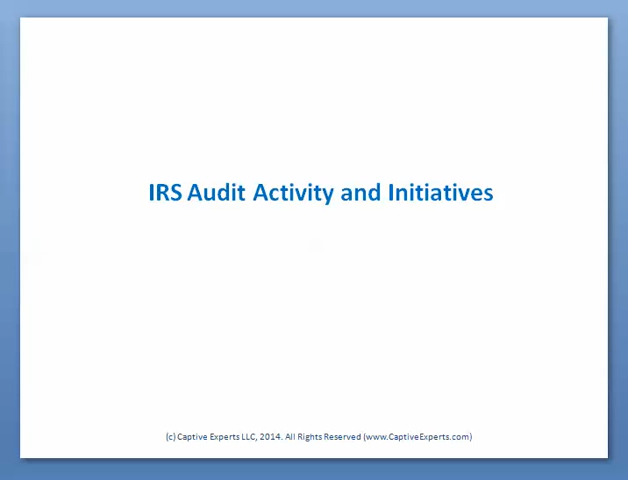 IRS Audit Activity and Initiatives
(c) Captive Experts LLC, 2014. All Rights Reserved (www.CaptiveExperts.com)